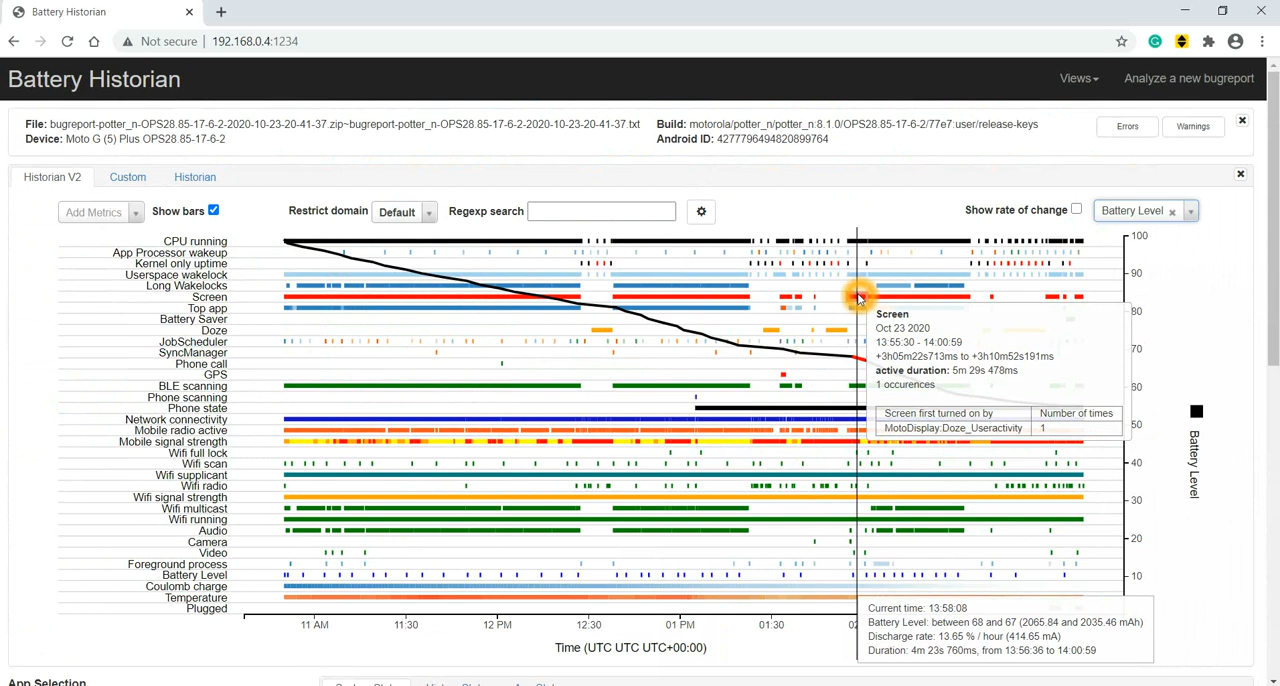 Battery Historian
Not secure | 192.168.0.4:1234
Battery Historian
Views
Analyze a new bugreport
File: bugreport-potter_n-OPS28.85-17-6-2-2020-10-23-20-41-37.zip~bugreport-potter_n-OPS28.85-17-6-2-2020-10-23-20-41-37.txt
Device: Moto G (5) Plus OPS28.85-17-6-2
Build: motorola/potter_n/potter_n:8.1.0/OPS28.85-17-6-2/77e7:user/release-keys
Android ID: 4277796494820899764
Errors
Warnings
Historian V2
Custom
Historian
Add Metrics
Show bars
Restrict domain
Default
Regexp search
Show rate of change
Battery Level
CPU running
App Processor wakeup
Kernel only uptime
Userspace wakelock
Long Wakelocks
Screen
Top app
Battery Saver
Doze
JobScheduler
SyncManager
Phone call
GPS
BLE scanning
Phone scanning
Phone state
Network connectivity
Mobile radio active
Mobile signal strength
Wifi full lock
Wifi scan
Wifi supplicant
Wifi radio
Wifi signal strength
Wifi multicast
Wifi running
Audio
Camera
Video
Foreground process
Battery Level
Coulomb charge
Temperature
Plugged
100
90
80
70
60
50
40
30
20
10
Battery Level
Screen
Oct 23 2020
13:55:30 - 14:00:59
+3h05m22s713ms to +3h10m52s191ms
active duration: 5m 29s 478ms
1 occurences
Screen first turned on by
Number of times
MotoDisplay:Doze_Useractivity
1
11 AM
11:30
12 PM
12:30
01 PM
01:30
Time (UTC UTC UTC+00:00)
Current time: 13:58:08
Battery Level: between 68 and 67 (2065.84 and 2035.46 mAh)
Discharge rate: 13.65 % / hour (414.65 mA)
Duration: 4m 23s 760ms, from 13:56:36 to 14:00:59
App Selection